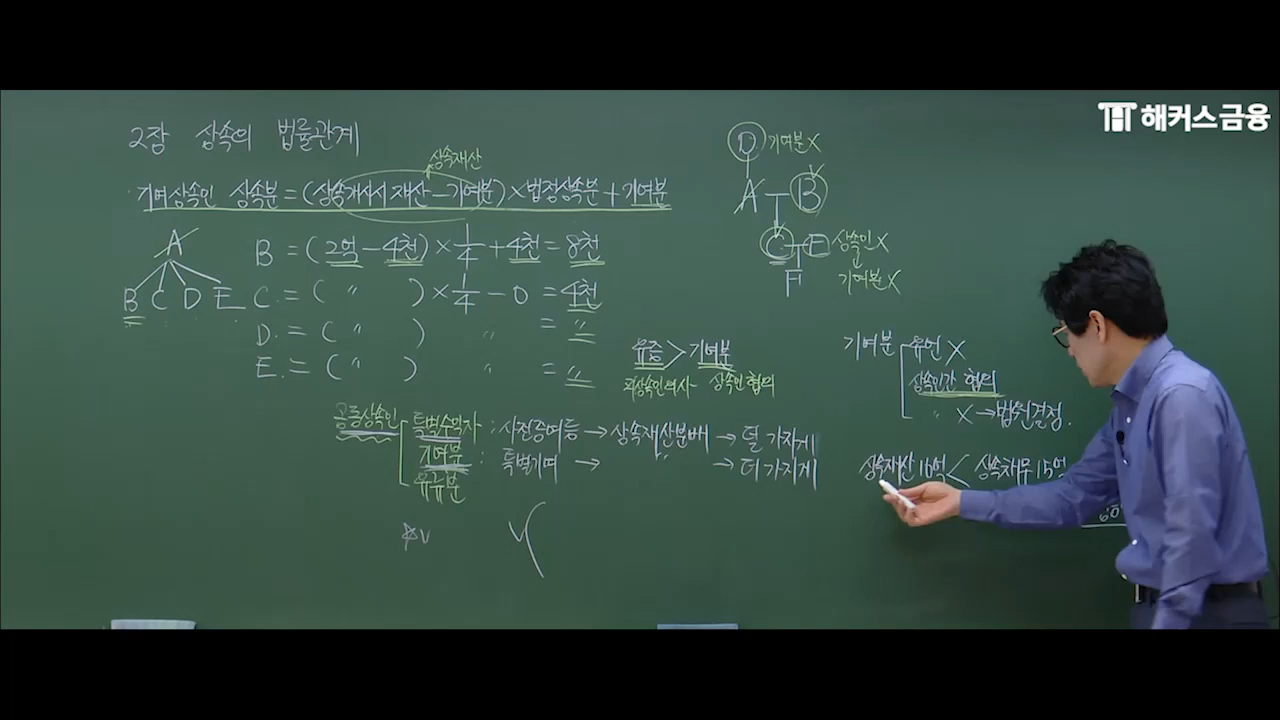 해커스금융
2장 상속의 법률관계
상속재산
기여상속인 상속분=(상속개시시 재산-기여분)×법정상속분+기여분
A
B C D E
B = (2억-4천)×1/4+4천=8천
C = ( 〃 )×1/4-0=4천
D = ( 〃 ) 〃 = 〃
E = ( 〃 ) = 〃
D 기여분X
A B
C E 상속인X
F 기여분X
유증>기여분
상속인 협의
기여분 유언 X
상속인간 협의
〃 X→법원결정.
공동상속인 특별수익자 : 사전증여등→상속재산분배→덜 가지게
기여분 : 특별기여→ 〃 →더 가지게
유류분
상속재산 10억< 상속채무 15억